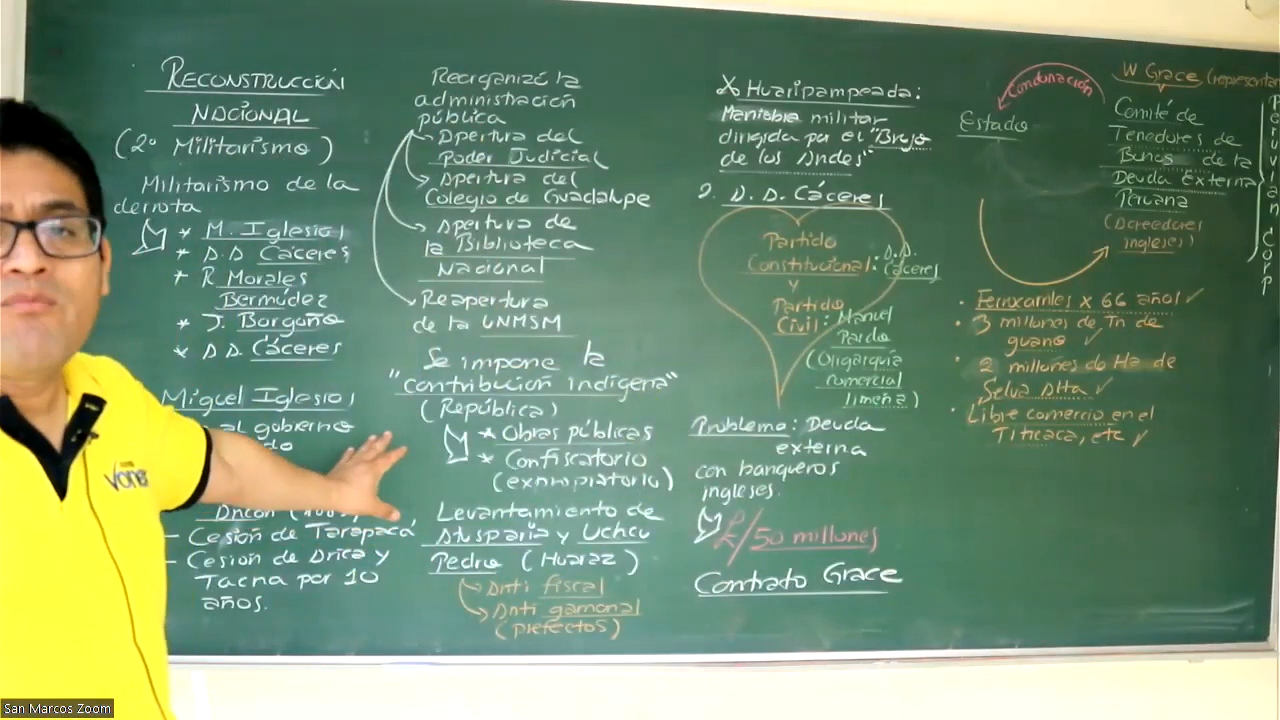 RECONSTRUCCIÓN
NACIONAL
(2º Militarismo)
Militarismo de la
derrota
* M. Iglesias
* A. A. Cáceres
* R. Morales
Bermúdez
* J. Borgoño
* A. A. Cáceres
Miguel Iglesias
al gobierno
- Cesión de Tarapacá
- Cesión de Arica y
Tacna por 10
años.
Reorganizó la
administración
pública
Apertura del
Poder Judicial
Apertura del
Colegio de Guadalupe
Apertura de
la Biblioteca
Nacional
Reapertura
de la UNMSM
Se impone la
"contribución indígena"
(República)
* Obras públicas
* Confiscatorio
(expropiatorio)
Levantamiento de
Atusparia y Uchcu
Pedro (Huaraz)
Anti fiscal
Anti gamonal
(prefectos)
X Huaripampeada:
Maniobra militar
dirigida por el "Brujo
de los Andes"
2. A. A. Cáceres
Partido
Constitucional: A.A.
Cáceres
y
Partido
Civil: Manuel
Pardo
(Oligarquía
comercial
limeña)
Problema: Deuda
externa
con banqueros
ingleses.
£/50 millones
Contrato Grace
Condonación
Estado
W Grace (representante
Comité de
Tenedores de
Bonos de la
Deuda externa
Peruana
(Acreedores
ingleses)
Peruvian Corp
• Ferrocarriles x 66 años ✓
• 3 millones de Tn de
guano ✓
• 2 millones de Ha de
Selva Alta ✓
• Libre comercio en el
Titicaca, etc ✓
vonex
San Marcos Zoom